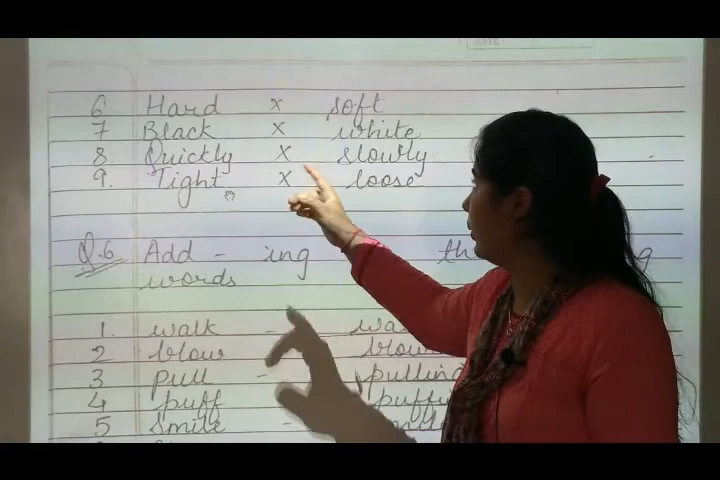 6. Hard x soft
7 Black x white
8 Quickly x slowly
9. Tight x loose
Q.6 Add - ing
words
1. walk -
2 blow
3 pull - pulling
4 puff
5 Smile -